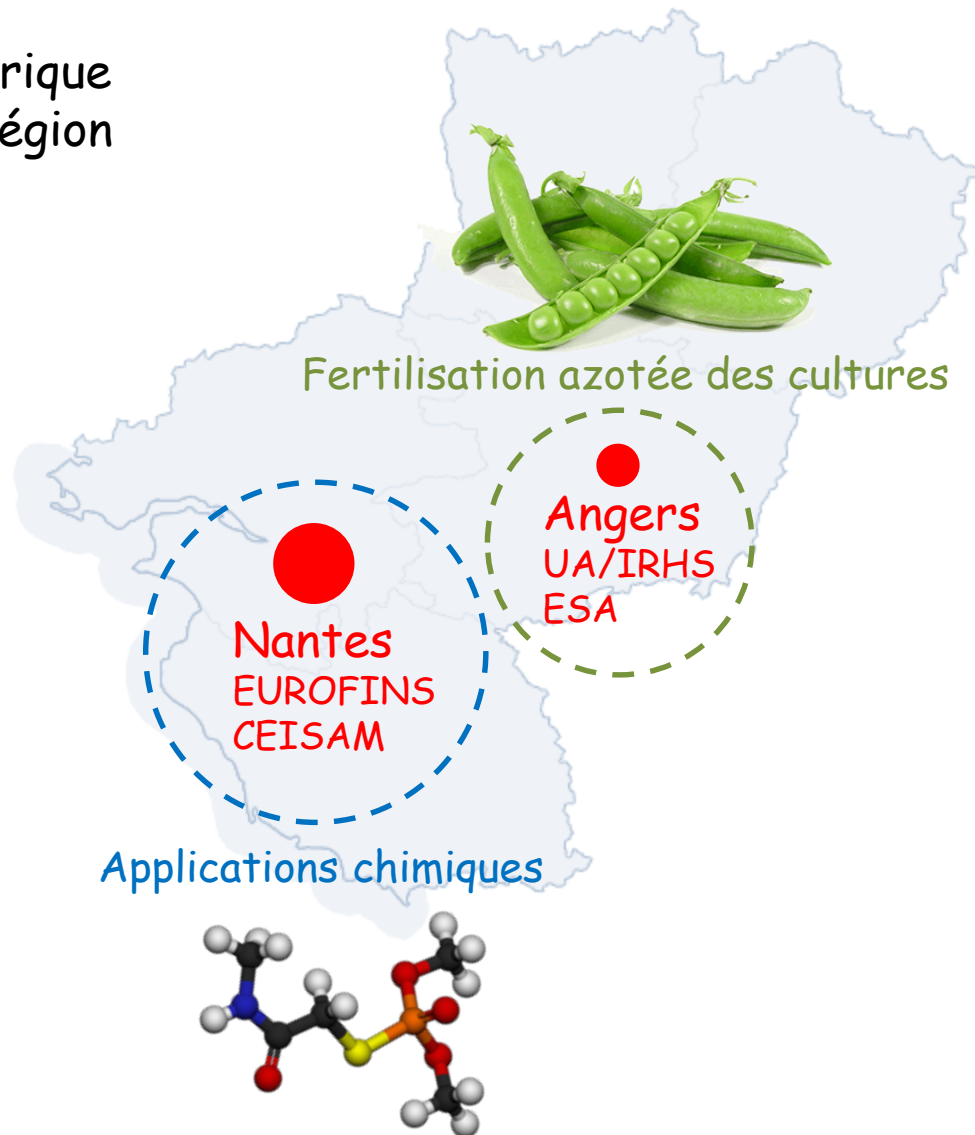 rique
égion
Fertilisation azotée des cultures
Angers
UA/IRHS
ESA
Nantes
EUROFINS
CEISAM
Applications chimiques